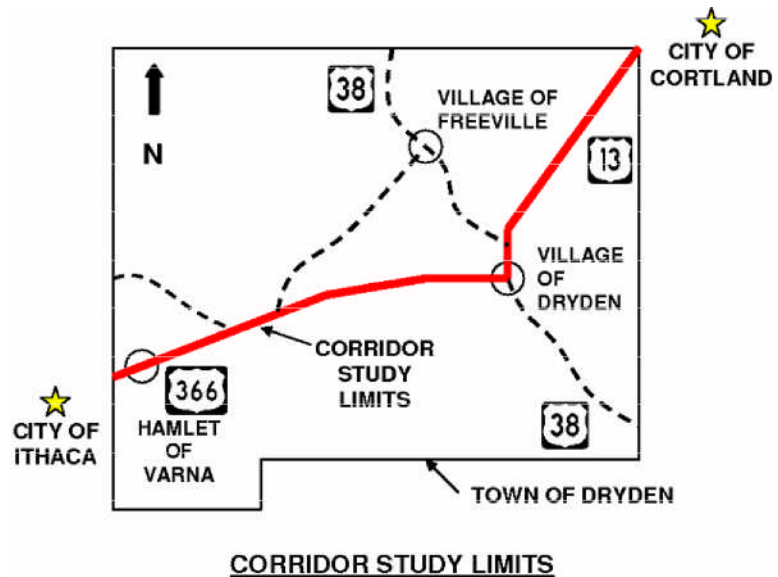 CITY OF
CORTLAND
38
VILLAGE OF
FREEVILLE
N
13
VILLAGE
OF
DRYDEN
CORRIDOR
STUDY
LIMITS
366
CITY OF
ITHACA
HAMLET
OF
VARNA
38
TOWN OF DRYDEN
CORRIDOR STUDY LIMITS